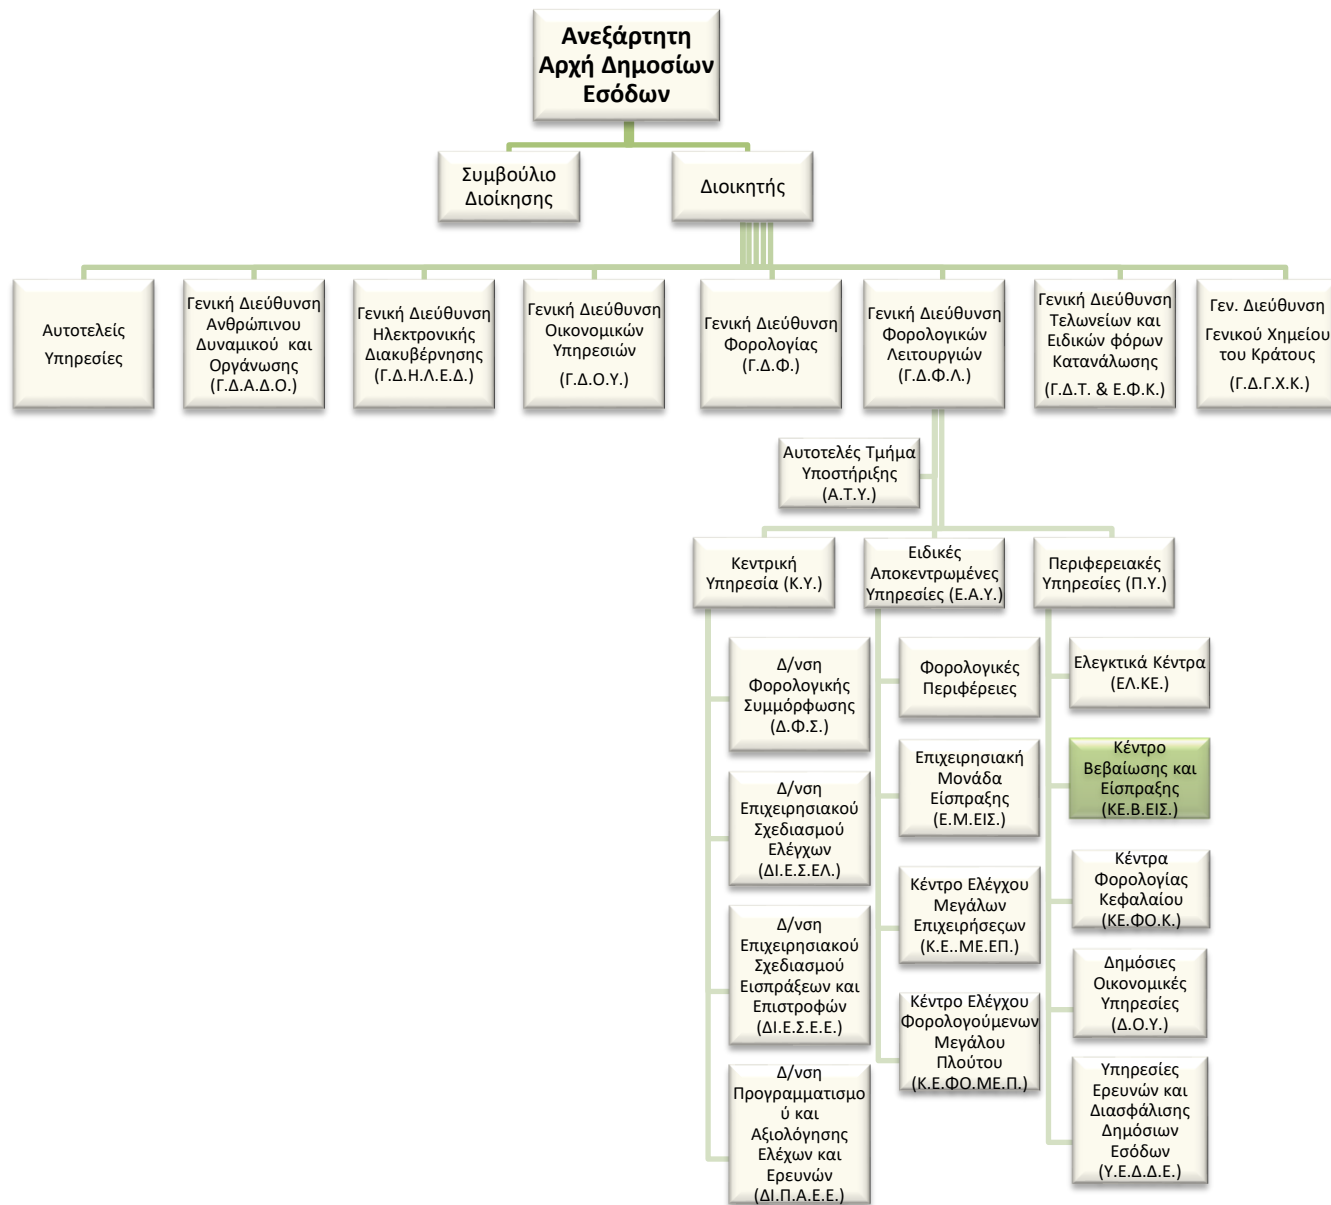 Ανεξάρτητη
Αρχή Δημοσίων
Εσόδων
Συμβούλιο
Διοίκησης
Διοικητής
Αυτοτελείς
Υπηρεσίες
Γενική Διεύθυνση
Ανθρώπινου
Δυναμικού και
Οργάνωσης
(Γ.Δ.Α.Δ.Ο.)
Γενική Διεύθυνση
Ηλεκτρονικής
Διακυβέρνησης
(Γ.Δ.Η.Λ.Ε.Δ.)
Γενική Διεύθυνση
Οικονομικών
Υπηρεσιών
(Γ.Δ.Ο.Υ.)
Γενική Διεύθυνση
Φορολογίας
(Γ.Δ.Φ.)
Γενική Διεύθυνση
Φορολογικών
Λειτουργιών
(Γ.Δ.Φ.Λ.)
Γενική Διεύθυνση
Τελωνείων και
Ειδικών φόρων
Κατανάλωσης
(Γ.Δ.Τ. & Ε.Φ.Κ.)
Γεν. Διεύθυνση
Γενικού Χημείου
του Κράτους
(Γ.Δ.Γ.Χ.Κ.)
Αυτοτελές Τμήμα
Υποστήριξης
(Α.Τ.Υ.)
Κεντρική
Υπηρεσία (Κ.Υ.)
Ειδικές
Αποκεντρωμένες
Υπηρεσίες (Ε.Α.Υ.)
Περιφερειακές
Υπηρεσίες (Π.Υ.)
Δ/νση
Φορολογικής
Συμμόρφωσης
(Δ.Φ.Σ.)
Δ/νση
Επιχειρησιακού
Σχεδιασμού
Ελέγχων
(ΔΙ.Ε.Σ.ΕΛ.)
Δ/νση
Επιχειρησιακού
Σχεδιασμού
Εισπράξεων και
Επιστροφών
(ΔΙ.Ε.Σ.Ε.Ε.)
Δ/νση
Προγραμματισμο
ύ και
Αξιολόγησης
Ελέχων και
Ερευνών
(ΔΙ.Π.Α.Ε.Ε.)
Φορολογικές
Περιφέρειες
Επιχειρησιακή
Μονάδα
Είσπραξης
(Ε.Μ.ΕΙΣ.)
Κέντρο Ελέγχου
Μεγάλων
Επιχειρήσεςων
(Κ.Ε..ΜΕ.ΕΠ.)
Κέντρο Ελέγχου
Φορολογούμενων
Μεγάλου
Πλούτου
(Κ.Ε.ΦΟ.ΜΕ.Π.)
Ελεγκτικά Κέντρα
(ΕΛ.ΚΕ.)
Κέντρο
Βεβαίωσης και
Είσπραξης
(ΚΕ.Β.ΕΙΣ.)
Κέντρα
Φορολογίας
Κεφαλαίου
(ΚΕ.ΦΟ.Κ.)
Δημόσιες
Οικονομικές
Υπηρεσίες
(Δ.Ο.Υ.)
Υπηρεσίες
Ερευνών και
Διασφάλισης
Δημόσιων
Εσόδων
(Υ.Ε.Δ.Δ.Ε.)